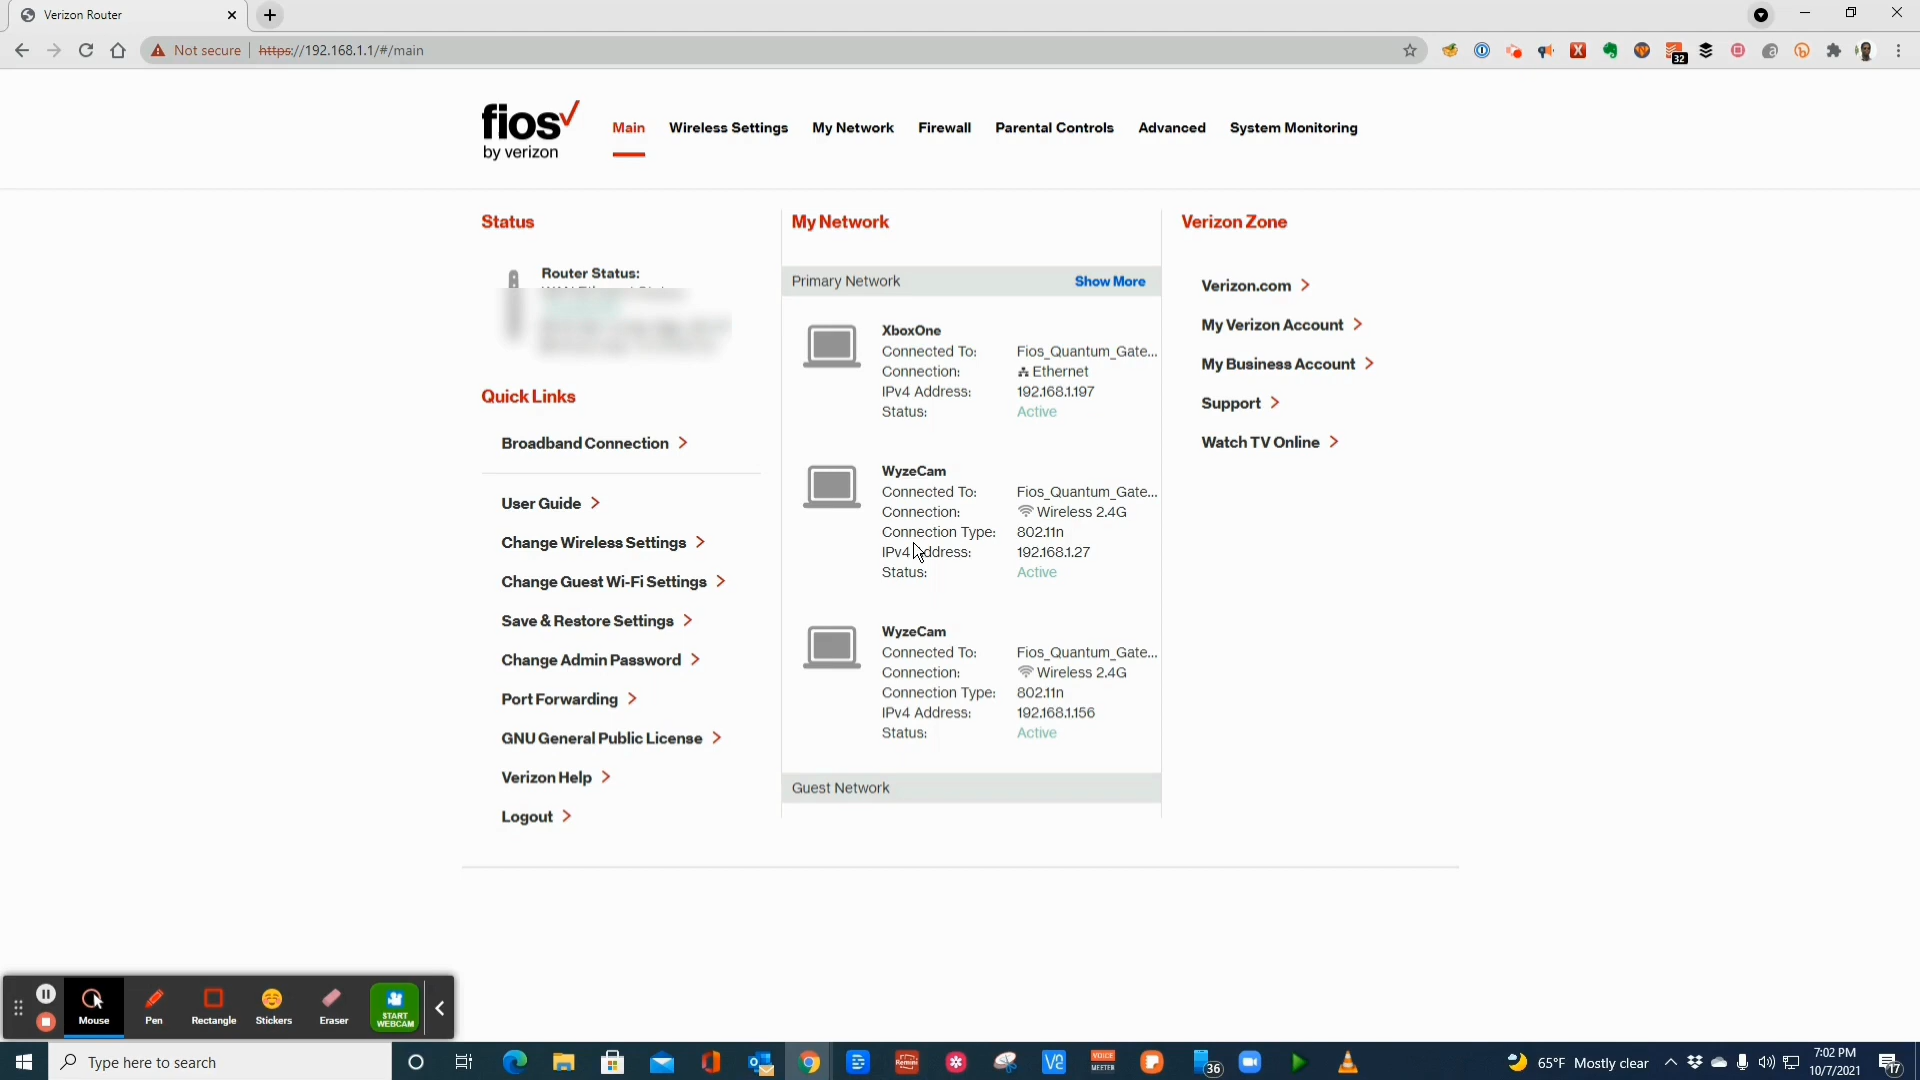 Verizon Router
Not secure https://192.168.1.1/#/main
32
fios
by verizon
Main Wireless Settings My Network Firewall Parental Controls Advanced System Monitoring
Status
Router Status:
Quick Links
Broadband Connection
User Guide
Change Wireless Settings
Change Guest Wi-Fi Settings
Save & Restore Settings
Change Admin Password
Port Forwarding
GNU General Public License
Verizon Help
Logout
My Network
Primary Network Show More
XboxOne
Connected To: Fios_Quantum_Gate...
Connection: Ethernet
IPv4 Address: 192.168.1.197
Status: Active
WyzeCam
Connected To: Fios_Quantum_Gate...
Connection: Wireless 2.4G
Connection Type: 802.11n
IPv4 Address: 192.168.1.27
Status: Active
WyzeCam
Connected To: Fios_Quantum_Gate...
Connection: Wireless 2.4G
Connection Type: 802.11n
IPv4 Address: 192.168.1.156
Status: Active
Guest Network
Verizon Zone
Verizon.com
My Verizon Account
My Business Account
Support
Watch TV Online
Mouse Pen Rectangle Stickers Eraser START
WEBCAM
Type here to search
Remini
VOICE
MEETER
36
65°F Mostly clear
7:02 PM
10/7/2021
17